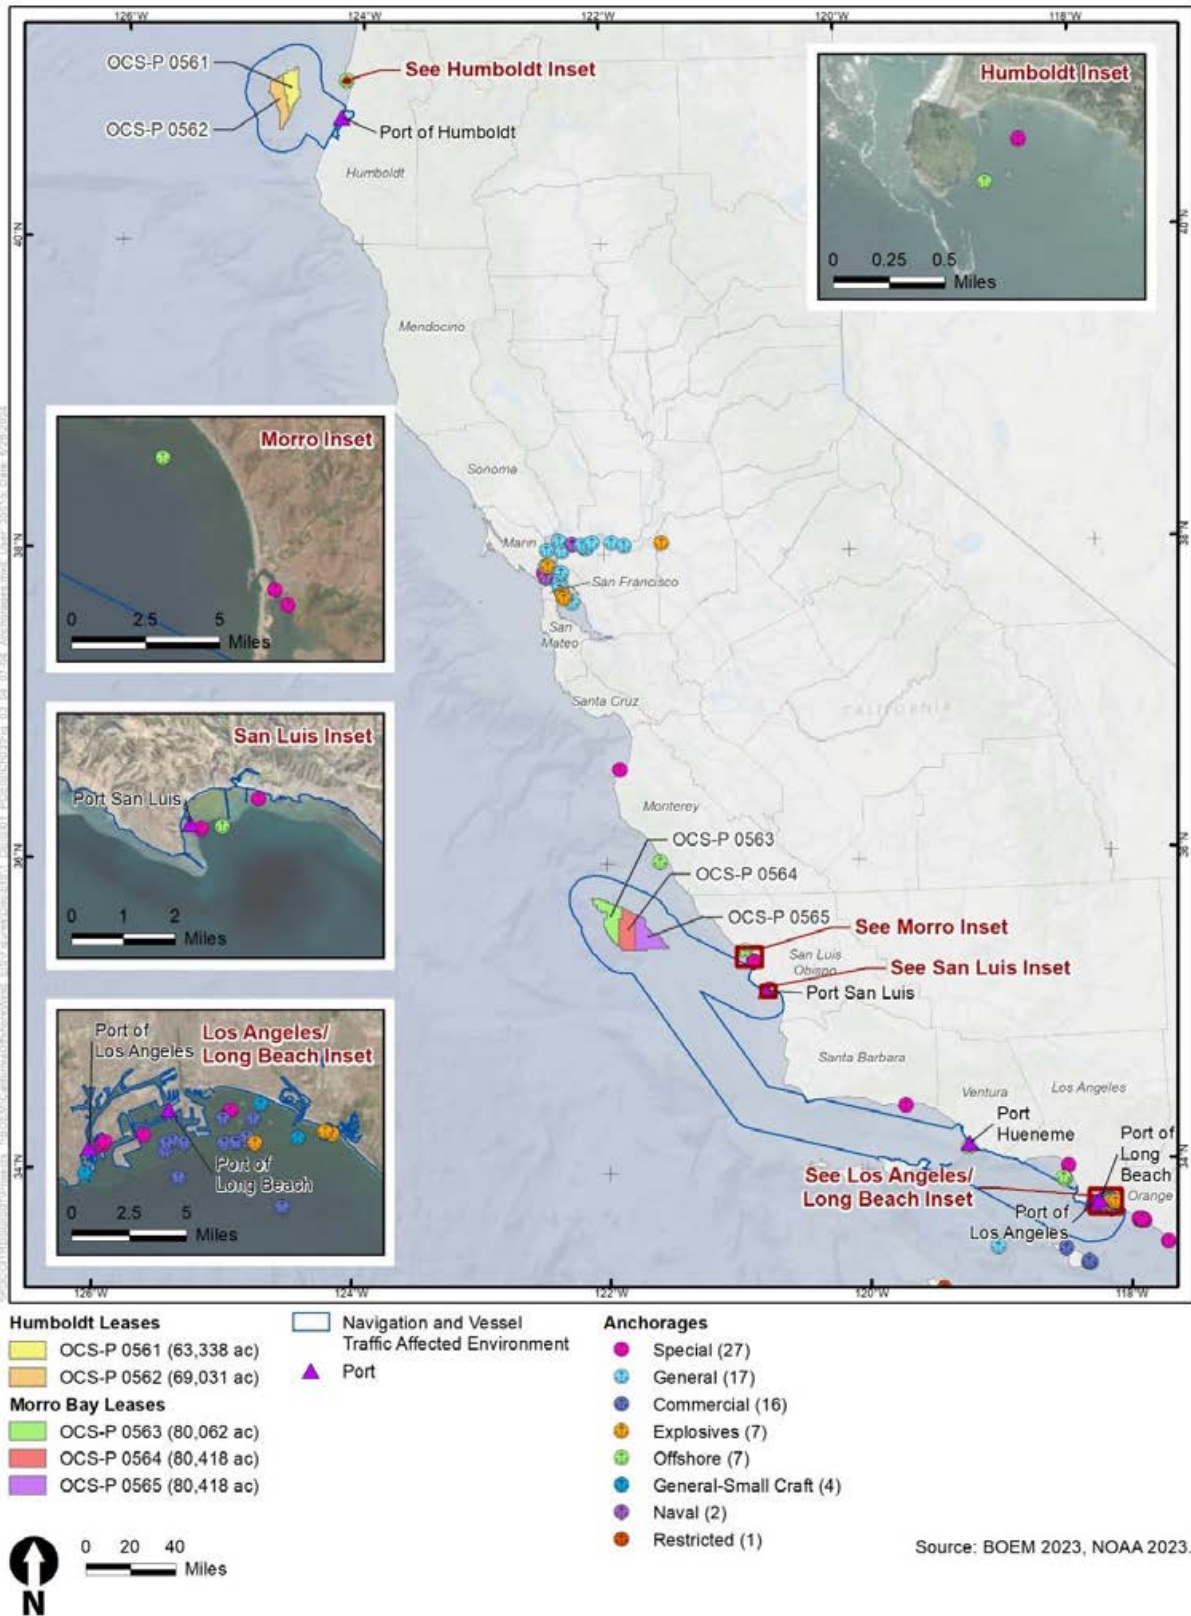 126°W 124°W 122°W 120°W 118°W
OCS-P 0561
OCS-P 0562
See Humboldt Inset
Port of Humboldt
Humboldt
Humboldt Inset
0 0.25 0.5
Miles
40°N
40°N
Mendocino
Morro Inset
0 2.5 5
Miles
Sonoma
38°N
38°N
Marin
San Francisco
San
Mateo
Santa Cruz
CALIFORNIA
San Luis Inset
Port San Luis
0 1 2
Miles
Monterey
36°N
36°N
OCS-P 0563
OCS-P 0564
OCS-P 0565
See Morro Inset
San Luis
Obispo
See San Luis Inset
Port San Luis
Santa Barbara
Ventura
Los Angeles
Port
Hueneme
Port of
Long
Beach
See Los Angeles/
Long Beach Inset
Orange
Port of
Los Angeles
34°N
34°N
Los Angeles/
Long Beach Inset
Port of
Los Angeles
Port of
Long Beach
0 2.5 5
Miles
126°W 124°W 122°W 120°W 118°W
Humboldt Leases
OCS-P 0561 (63,338 ac)
OCS-P 0562 (69,031 ac)
Morro Bay Leases
OCS-P 0563 (80,062 ac)
OCS-P 0564 (80,418 ac)
OCS-P 0565 (80,418 ac)
Navigation and Vessel
Traffic Affected Environment
Port
Anchorages
Special (27)
General (17)
Commercial (16)
Explosives (7)
Offshore (7)
General-Small Craft (4)
Naval (2)
Restricted (1)
N
0 20 40
Miles
Source: BOEM 2023, NOAA 2023.